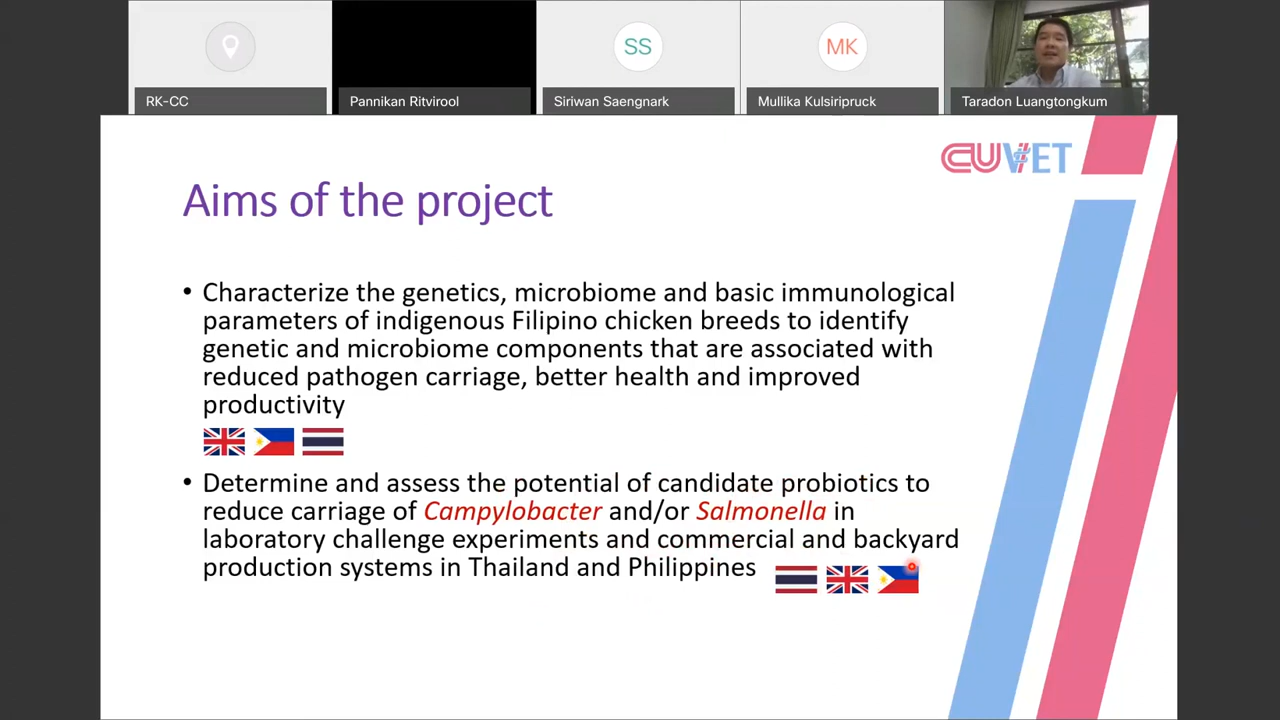 SS
MK
RK-CC
Pannikan Ritvirool
Siriwan Saengnark
Mullika Kulsiripruck
Taradon Luangtongkum
CUVET
Aims of the project
• Characterize the genetics, microbiome and basic immunological
parameters of indigenous Filipino chicken breeds to identify
genetic and microbiome components that are associated with
reduced pathogen carriage, better health and improved
productivity
• Determine and assess the potential of candidate probiotics to
reduce carriage of Campylobacter and/or Salmonella in
laboratory challenge experiments and commercial and backyard
production systems in Thailand and Philippines